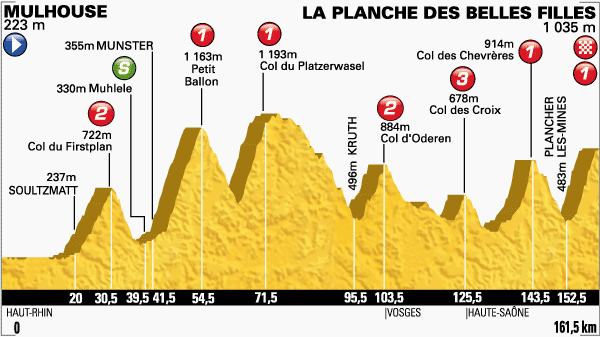 MULHOUSE
223 m
LA PLANCHE DES BELLES FILLES
1 035 m
355m MUNSTER
S
330m Muhlele
1
1 163m
Petit
Ballon
1
1 193m
Col du Platzerwasel
914m
Col des Chevrères
1
1
2
722m
Col du Firstplan
237m
SOULTZMATT
496m KRUTH
2
884m
Col d'Oderen
3
678m
Col des Croix
PLANCHER
LES-MINES
483m
20
30,5
39,5
41,5
54,5
71,5
95,5
103,5
125,5
143,5
152,5
HAUT-RHIN
VOSGES
HAUTE-SAÔNE
0
161,5 km